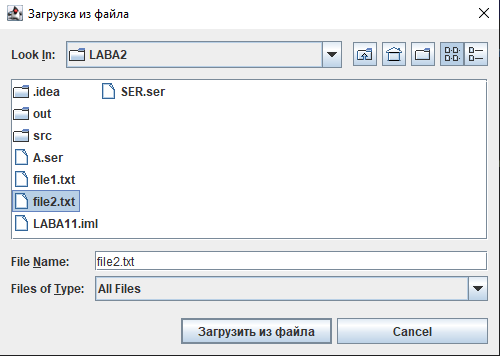 Загрузка из файла
Look In: LABA2
.idea SER.ser
out
src
A.ser
file1.txt
file2.txt
LABA11.iml
File Name: file2.txt
Files of Type: All Files
Загрузить из файла Cancel